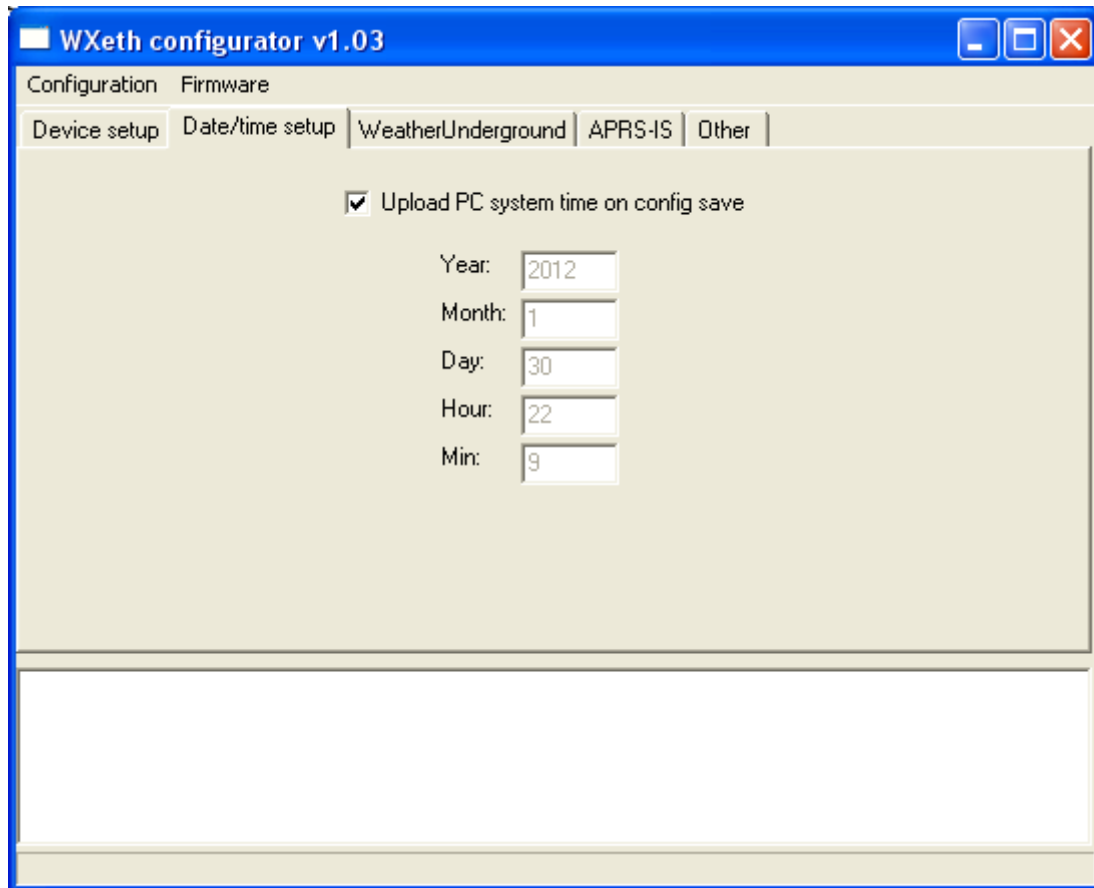 WXeth configurator v1.03
Configuration Firmware
Device setup Date/time setup WeatherUnderground APRS-IS Other
Upload PC system time on config save
Year: 2012
Month: 1
Day: 30
Hour: 22
Min: 9